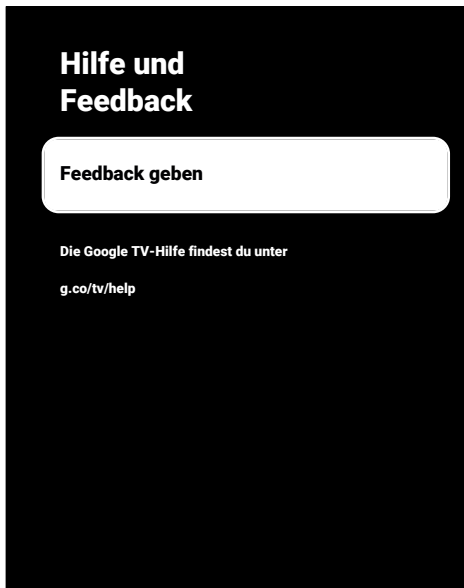 Hilfe und
Feedback
Feedback geben
Die Google TV-Hilfe findest du unter
g.co/tv/help